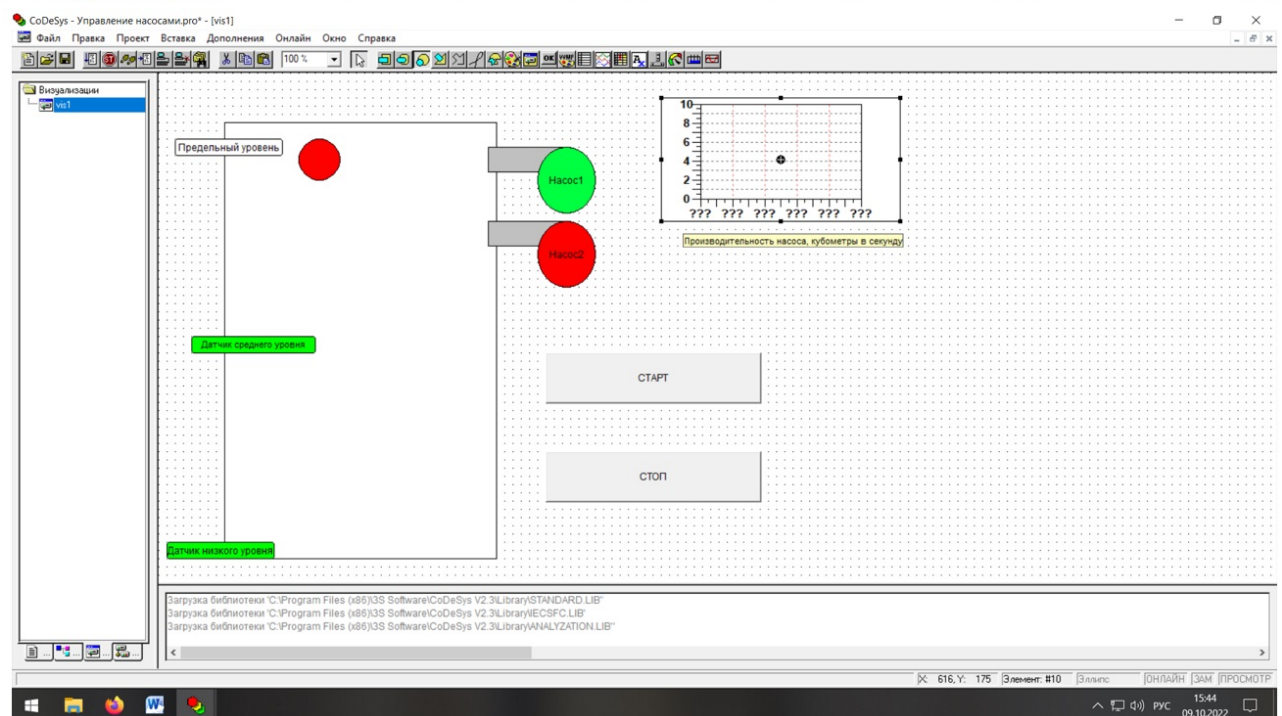 CoDeSys - Управление насосами.pro* - [vis1]
Файл Правка Проект Вставка Дополнения Онлайн Окно Справка
100 %
Визуализации
vis1
Предельный уровень
Насос1
Насос2
10
8
6
4
2
0
??? ??? ??? ??? ??? ???
Производительность насоса, кубометры в секунду
Датчик среднего уровня
СТАРТ
СТОП
Датчик низкого уровня
Загрузка библиотеки 'C:\Program Files (x86)\3S Software\CoDeSys V2.3\Library\STANDARD.LIB'
Загрузка библиотеки 'C:\Program Files (x86)\3S Software\CoDeSys V2.3\Library\IECSFC.LIB'
Загрузка библиотеки 'C:\Program Files (x86)\3S Software\CoDeSys V2.3\Library\ANALYZATION.LIB'
X: 616, Y: 175 Элемент: #10 Эллипс ОНЛАЙН ЗАМ ПРОСМОТР
РУС
15:44
09.10.2022